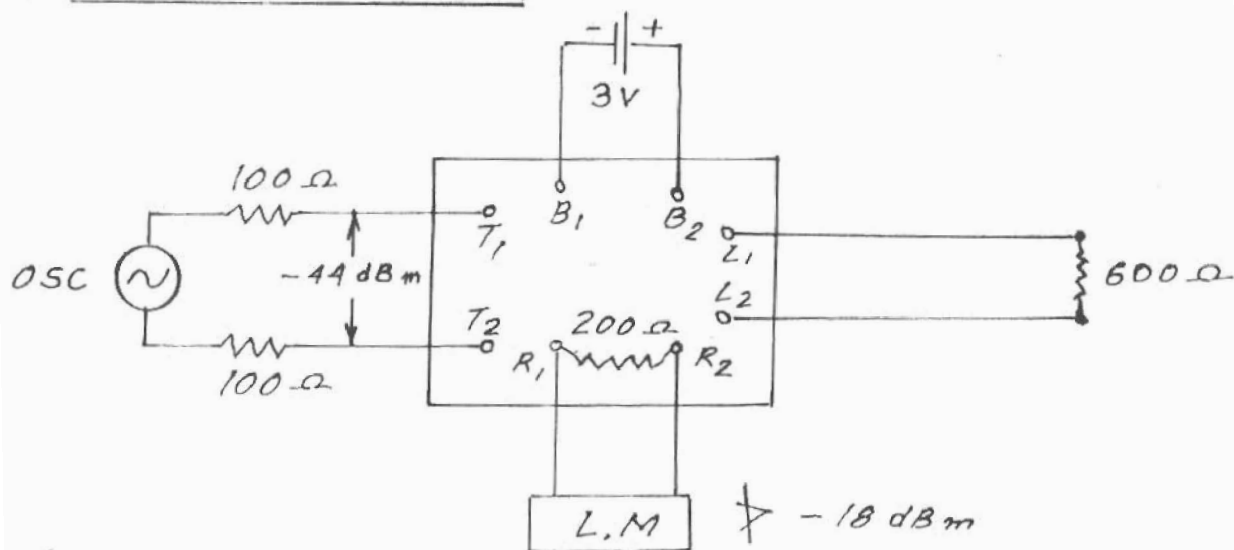 - +
3V
100 Ω
B₁ B₂
T₁ L₁
OSC -44 dBm 600 Ω
T₂ 200 Ω L₂
R₁ R₂
100 Ω
L.M ≯ -18 dBm